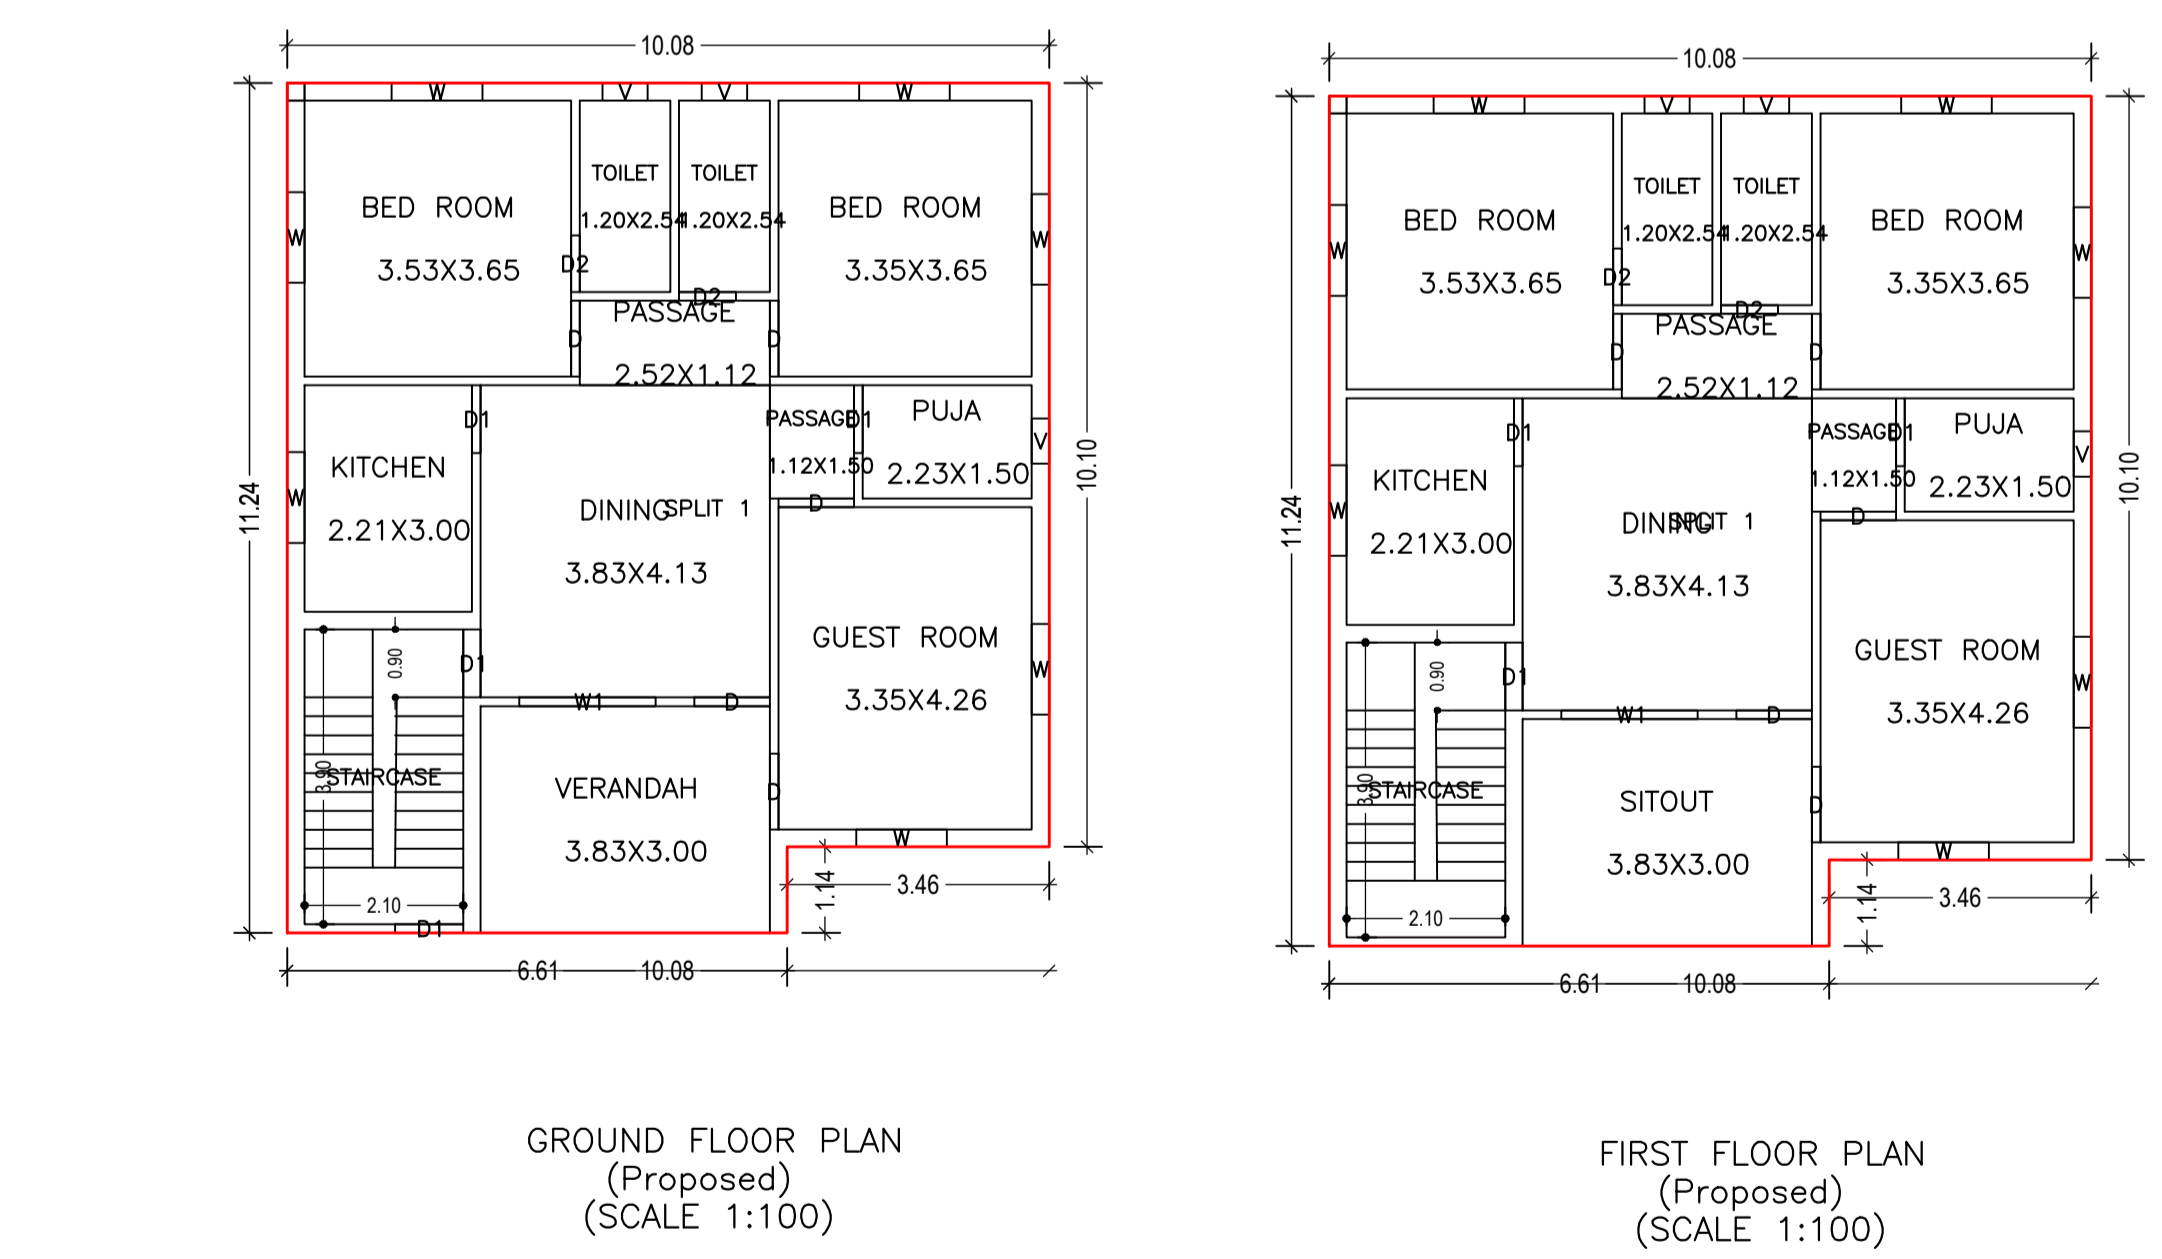 10.08
W
V
V
W
TOILET
TOILET
BED ROOM
BED ROOM
1.20X2.54
1.20X2.54
W
W
D2
3.53X3.65
3.35X3.65
D2
PASSAGE
D
D
2.52X1.12
D1
PASSAGE
D1
PUJA
V
KITCHEN
1.12X1.50
2.23X1.50
10.10
W
11.24
DINING
SPLIT 1
D
2.21X3.00
3.83X4.13
GUEST ROOM
0.90
D1
W
W1
D
3.35X4.26
3.90
STAIRCASE
VERANDAH
D
3.83X3.00
W
2.10
1.14
3.46
D1
6.61
10.08
GROUND FLOOR PLAN
(Proposed)
(SCALE 1:100)
10.08
W
V
V
W
TOILET
TOILET
BED ROOM
BED ROOM
1.20X2.54
1.20X2.54
W
W
D2
3.53X3.65
3.35X3.65
D2
PASSAGE
D
D
2.52X1.12
D1
PASSAGE
D1
PUJA
V
KITCHEN
1.12X1.50
2.23X1.50
10.10
W
11.24
DINING
SPLIT 1
D
2.21X3.00
3.83X4.13
GUEST ROOM
0.90
D1
W
W1
D
3.35X4.26
3.90
STAIRCASE
SITOUT
D
3.83X3.00
W
2.10
1.14
3.46
6.61
10.08
FIRST FLOOR PLAN
(Proposed)
(SCALE 1:100)